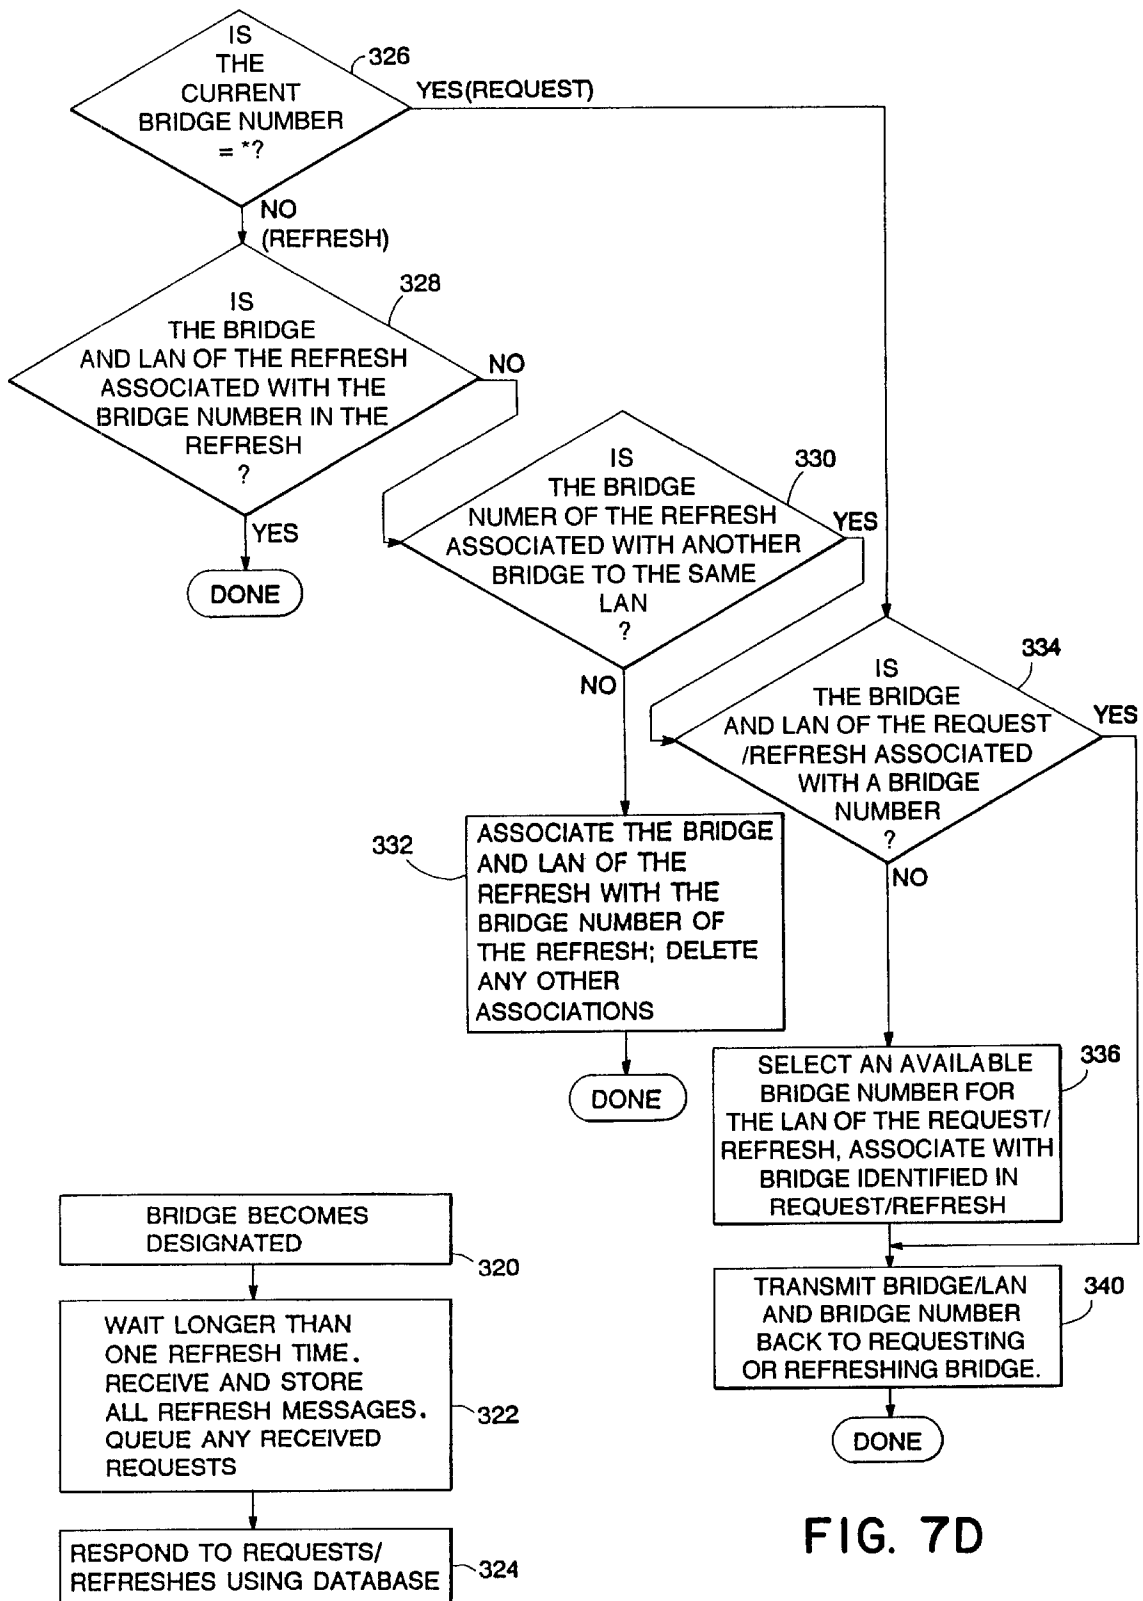 IS
THE
CURRENT
BRIDGE NUMBER
= *?
326
YES(REQUEST)
NO
(REFRESH)
IS
THE BRIDGE
AND LAN OF THE REFRESH
ASSOCIATED WITH THE
BRIDGE NUMBER IN THE
REFRESH
?
328
NO
YES
DONE
IS
THE BRIDGE
NUMER OF THE REFRESH
ASSOCIATED WITH ANOTHER
BRIDGE TO THE SAME
LAN
?
330
YES
NO
332
ASSOCIATE THE BRIDGE
AND LAN OF THE
REFRESH WITH THE
BRIDGE NUMBER OF
THE REFRESH; DELETE
ANY OTHER
ASSOCIATIONS
DONE
IS
THE BRIDGE
AND LAN OF THE REQUEST
/REFRESH ASSOCIATED
WITH A BRIDGE
NUMBER
?
334
YES
NO
SELECT AN AVAILABLE
BRIDGE NUMBER FOR
THE LAN OF THE REQUEST/
REFRESH, ASSOCIATE WITH
BRIDGE IDENTIFIED IN
REQUEST/REFRESH
336
TRANSMIT BRIDGE/LAN
AND BRIDGE NUMBER
BACK TO REQUESTING
OR REFRESHING BRIDGE.
340
DONE
BRIDGE BECOMES
DESIGNATED
320
WAIT LONGER THAN
ONE REFRESH TIME.
RECEIVE AND STORE
ALL REFRESH MESSAGES.
QUEUE ANY RECEIVED
REQUESTS
322
RESPOND TO REQUESTS/
REFRESHES USING DATABASE
324
FIG. 7D